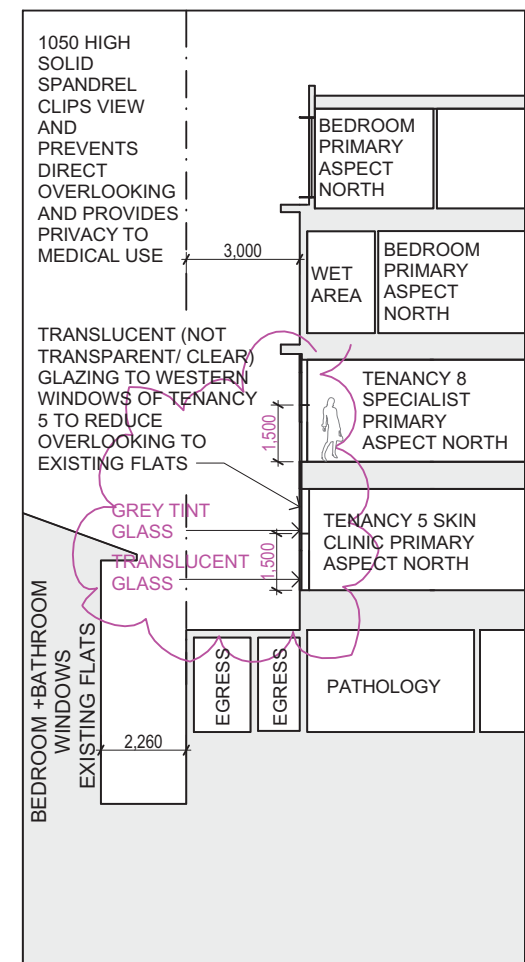 1050 HIGH
SOLID
SPANDREL
CLIPS VIEW
AND
PREVENTS
DIRECT
OVERLOOKING
AND PROVIDES
PRIVACY TO
MEDICAL USE
BEDROOM
PRIMARY
ASPECT
NORTH
3,000
WET
AREA
BEDROOM
PRIMARY
ASPECT
NORTH
TRANSLUCENT (NOT
TRANSPARENT/ CLEAR)
GLAZING TO WESTERN
WINDOWS OF TENANCY
5 TO REDUCE
OVERLOOKING TO
EXISTING FLATS
1,500
TENANCY 8
SPECIALIST
PRIMARY
ASPECT NORTH
GREY TINT
GLASS
TRANSLUCENT
GLASS
1,500
TENANCY 5 SKIN
CLINIC PRIMARY
ASPECT NORTH
BEDROOM +BATHROOM
WINDOWS
EXISTING FLATS
2,260
EGRESS
EGRESS
PATHOLOGY